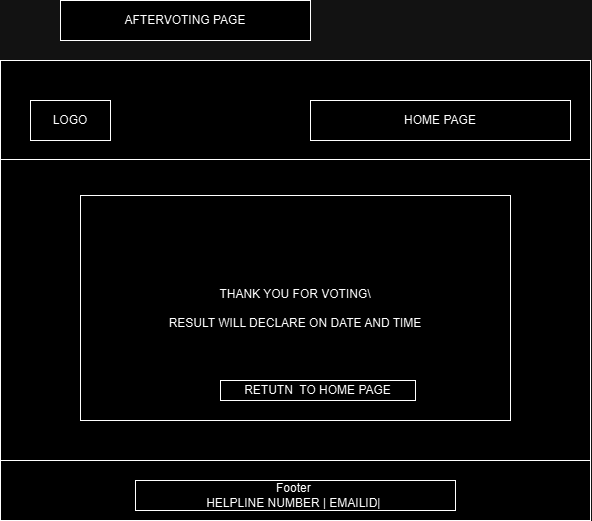 AFTERVOTING PAGE
LOGO
HOME PAGE
THANK YOU FOR VOTING\
RESULT WILL DECLARE ON DATE AND TIME
RETUTN  TO HOME PAGE
Footer
HELPLINE NUMBER | EMAILID|